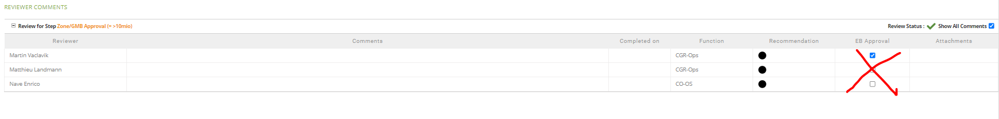 REVIEWER COMMENTS
Review for Step Zone/GMB Approval (= >10mio) Review Status : Show All Comments
Reviewer Comments Completed on Function Recommendation EB Approval Attachments
Martin Vaclavik CGR-Ops
Matthieu Landmann CGR-Ops
Nave Enrico CO-OS